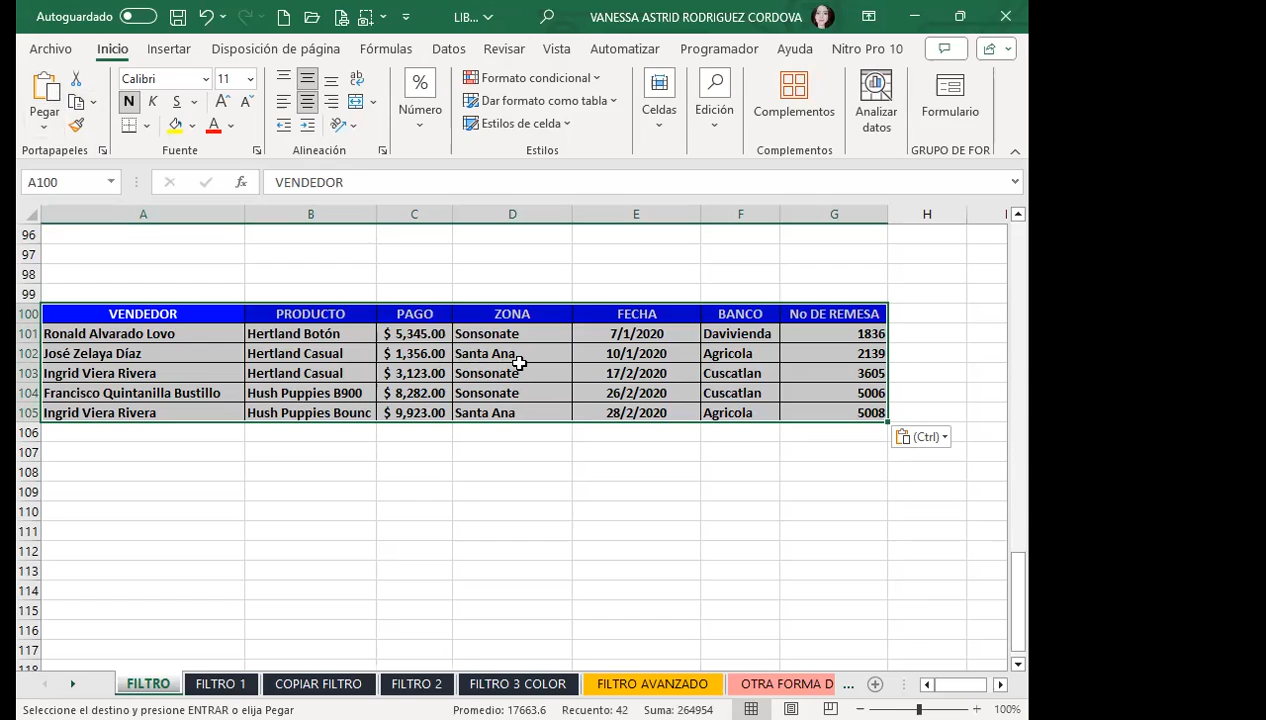 Autoguardado LIB... VANESSA ASTRID RODRIGUEZ CORDOVA
Archivo Inicio Insertar Disposición de página Fórmulas Datos Revisar Vista Automatizar Programador Ayuda Nitro Pro 10
Pegar Calibri 11 ab % Número Formato condicional Celdas Edición Complementos Analizar datos Formulario
N K S A A Dar formato como tabla
A Estilos de celda
Portapapeles Fuente Alineación Estilos Complementos GRUPO DE FOR
A100 fx VENDEDOR
A B C D E F G H I
96
97
98
99
100 VENDEDOR PRODUCTO PAGO ZONA FECHA BANCO No DE REMESA
101 Ronald Alvarado Lovo Hertland Botón $ 5,345.00 Sonsonate 7/1/2020 Davivienda 1836
102 José Zelaya Díaz Hertland Casual $ 1,356.00 Santa Ana 10/1/2020 Agricola 2139
103 Ingrid Viera Rivera Hertland Casual $ 3,123.00 Sonsonate 17/2/2020 Cuscatlan 3605
104 Francisco Quintanilla Bustillo Hush Puppies B900 $ 8,282.00 Sonsonate 26/2/2020 Cuscatlan 5006
105 Ingrid Viera Rivera Hush Puppies Bounc $ 9,923.00 Santa Ana 28/2/2020 Agricola 5008
106 (Ctrl)
107
108
109
110
111
112
113
114
115
116
117
118
FILTRO FILTRO 1 COPIAR FILTRO FILTRO 2 FILTRO 3 COLOR FILTRO AVANZADO OTRA FORMA D ...
Seleccione el destino y presione ENTRAR o elija Pegar Promedio: 17663.6 Recuento: 42 Suma: 264954 100%